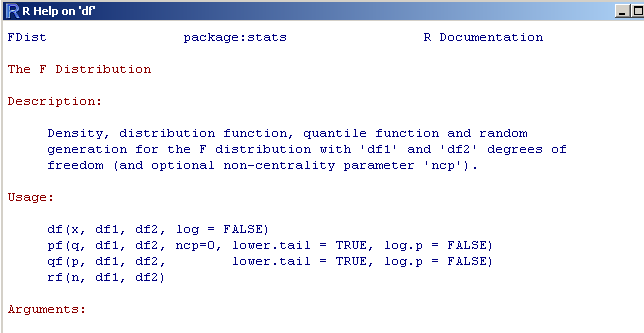 R Help on 'df'
FDist package:stats R Documentation
The F Distribution
Description:
Density, distribution function, quantile function and random
generation for the F distribution with 'df1' and 'df2' degrees of
freedom (and optional non-centrality parameter 'ncp').
Usage:
df(x, df1, df2, log = FALSE)
pf(q, df1, df2, ncp=0, lower.tail = TRUE, log.p = FALSE)
qf(p, df1, df2, lower.tail = TRUE, log.p = FALSE)
rf(n, df1, df2)
Arguments: